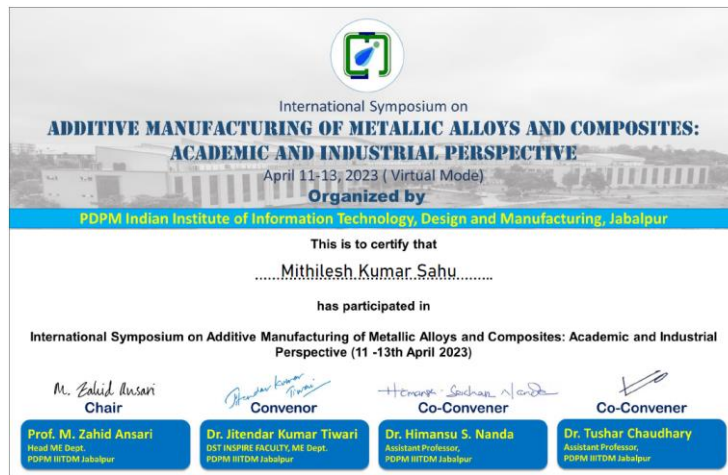 International Symposium on
ADDITIVE MANUFACTURING OF METALLIC ALLOYS AND COMPOSITES:
ACADEMIC AND INDUSTRIAL PERSPECTIVE
April 11-13, 2023 ( Virtual Mode)
Organized by
PDPM Indian Institute of Information Technology, Design and Manufacturing, Jabalpur
This is to certify that
Mithilesh Kumar Sahu
has participated in
International Symposium on Additive Manufacturing of Metallic Alloys and Composites: Academic and Industrial
Perspective (11 -13th April 2023)
M. Zahid Ansari
Chair
Prof. M. Zahid Ansari
Head ME Dept.
PDPM IIITDM Jabalpur
Jitendar Kumar
Tiwari
Convenor
Dr. Jitendar Kumar Tiwari
DST INSPIRE FACULTY, ME Dept.
PDPM IIITDM Jabalpur
Co-Convener
Dr. Himansu S. Nanda
Assistant Professor,
PDPM IIITDM Jabalpur
Co-Convener
Dr. Tushar Chaudhary
Assistant Professor,
PDPM IIITDM Jabalpur